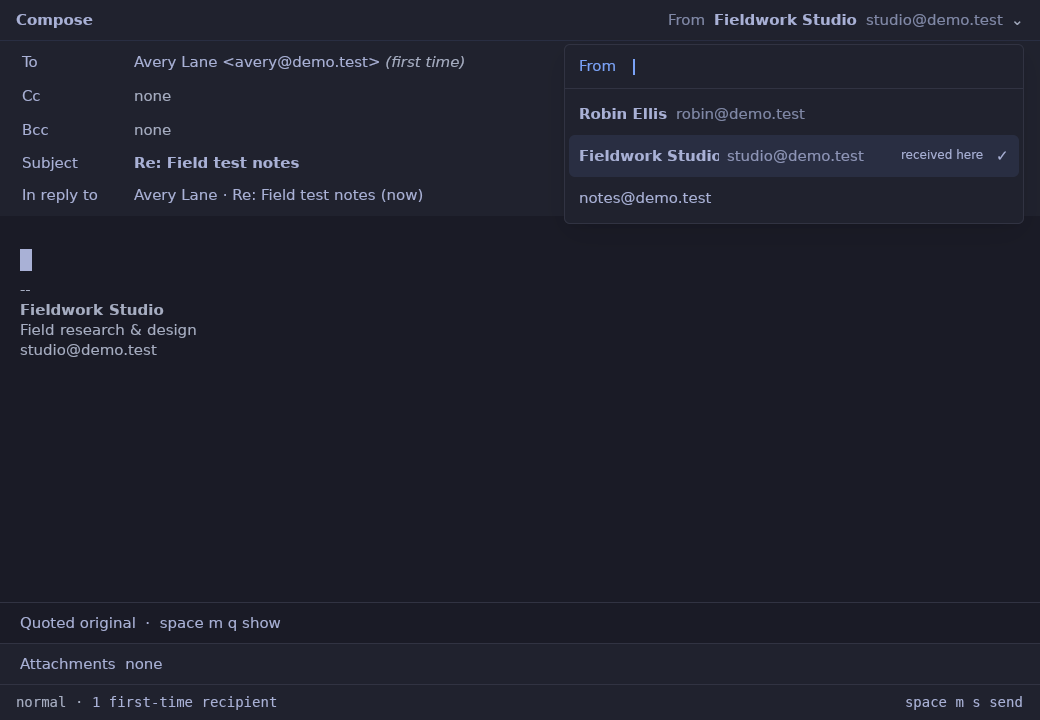 Compose From Fieldwork Studio studio@demo.test ⌄
To Avery Lane <avery@demo.test> (first time)
Cc none
Bcc none
Subject Re: Field test notes
In reply to Avery Lane · Re: Field test notes (now)
From
Robin Ellis robin@demo.test
Fieldwork Studio studio@demo.test received here ✓
notes@demo.test
--
Fieldwork Studio
Field research & design
studio@demo.test
Quoted original · space m q show
Attachments none
normal · 1 first-time recipient space m s send